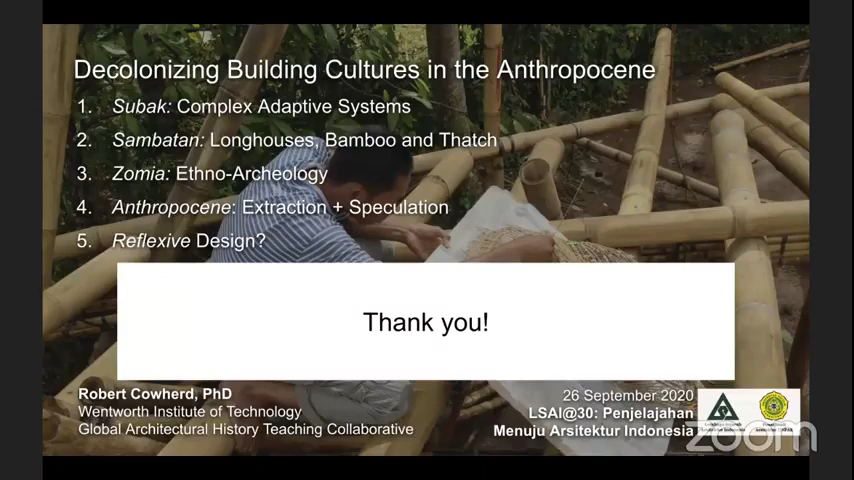 Decolonizing Building Cultures in the Anthropocene
1. Subak: Complex Adaptive Systems
2. Sambatan: Longhouses, Bamboo and Thatch
3. Zomia: Ethno-Archeology
4. Anthropocene: Extraction + Speculation
5. Reflexive Design?
Thank you!
Robert Cowherd, PhD
Wentworth Institute of Technology
Global Architectural History Teaching Collaborative
26 September 2020
LSAI@30: Penjelajahan
Menuju Arsitektur Indonesia
zoom